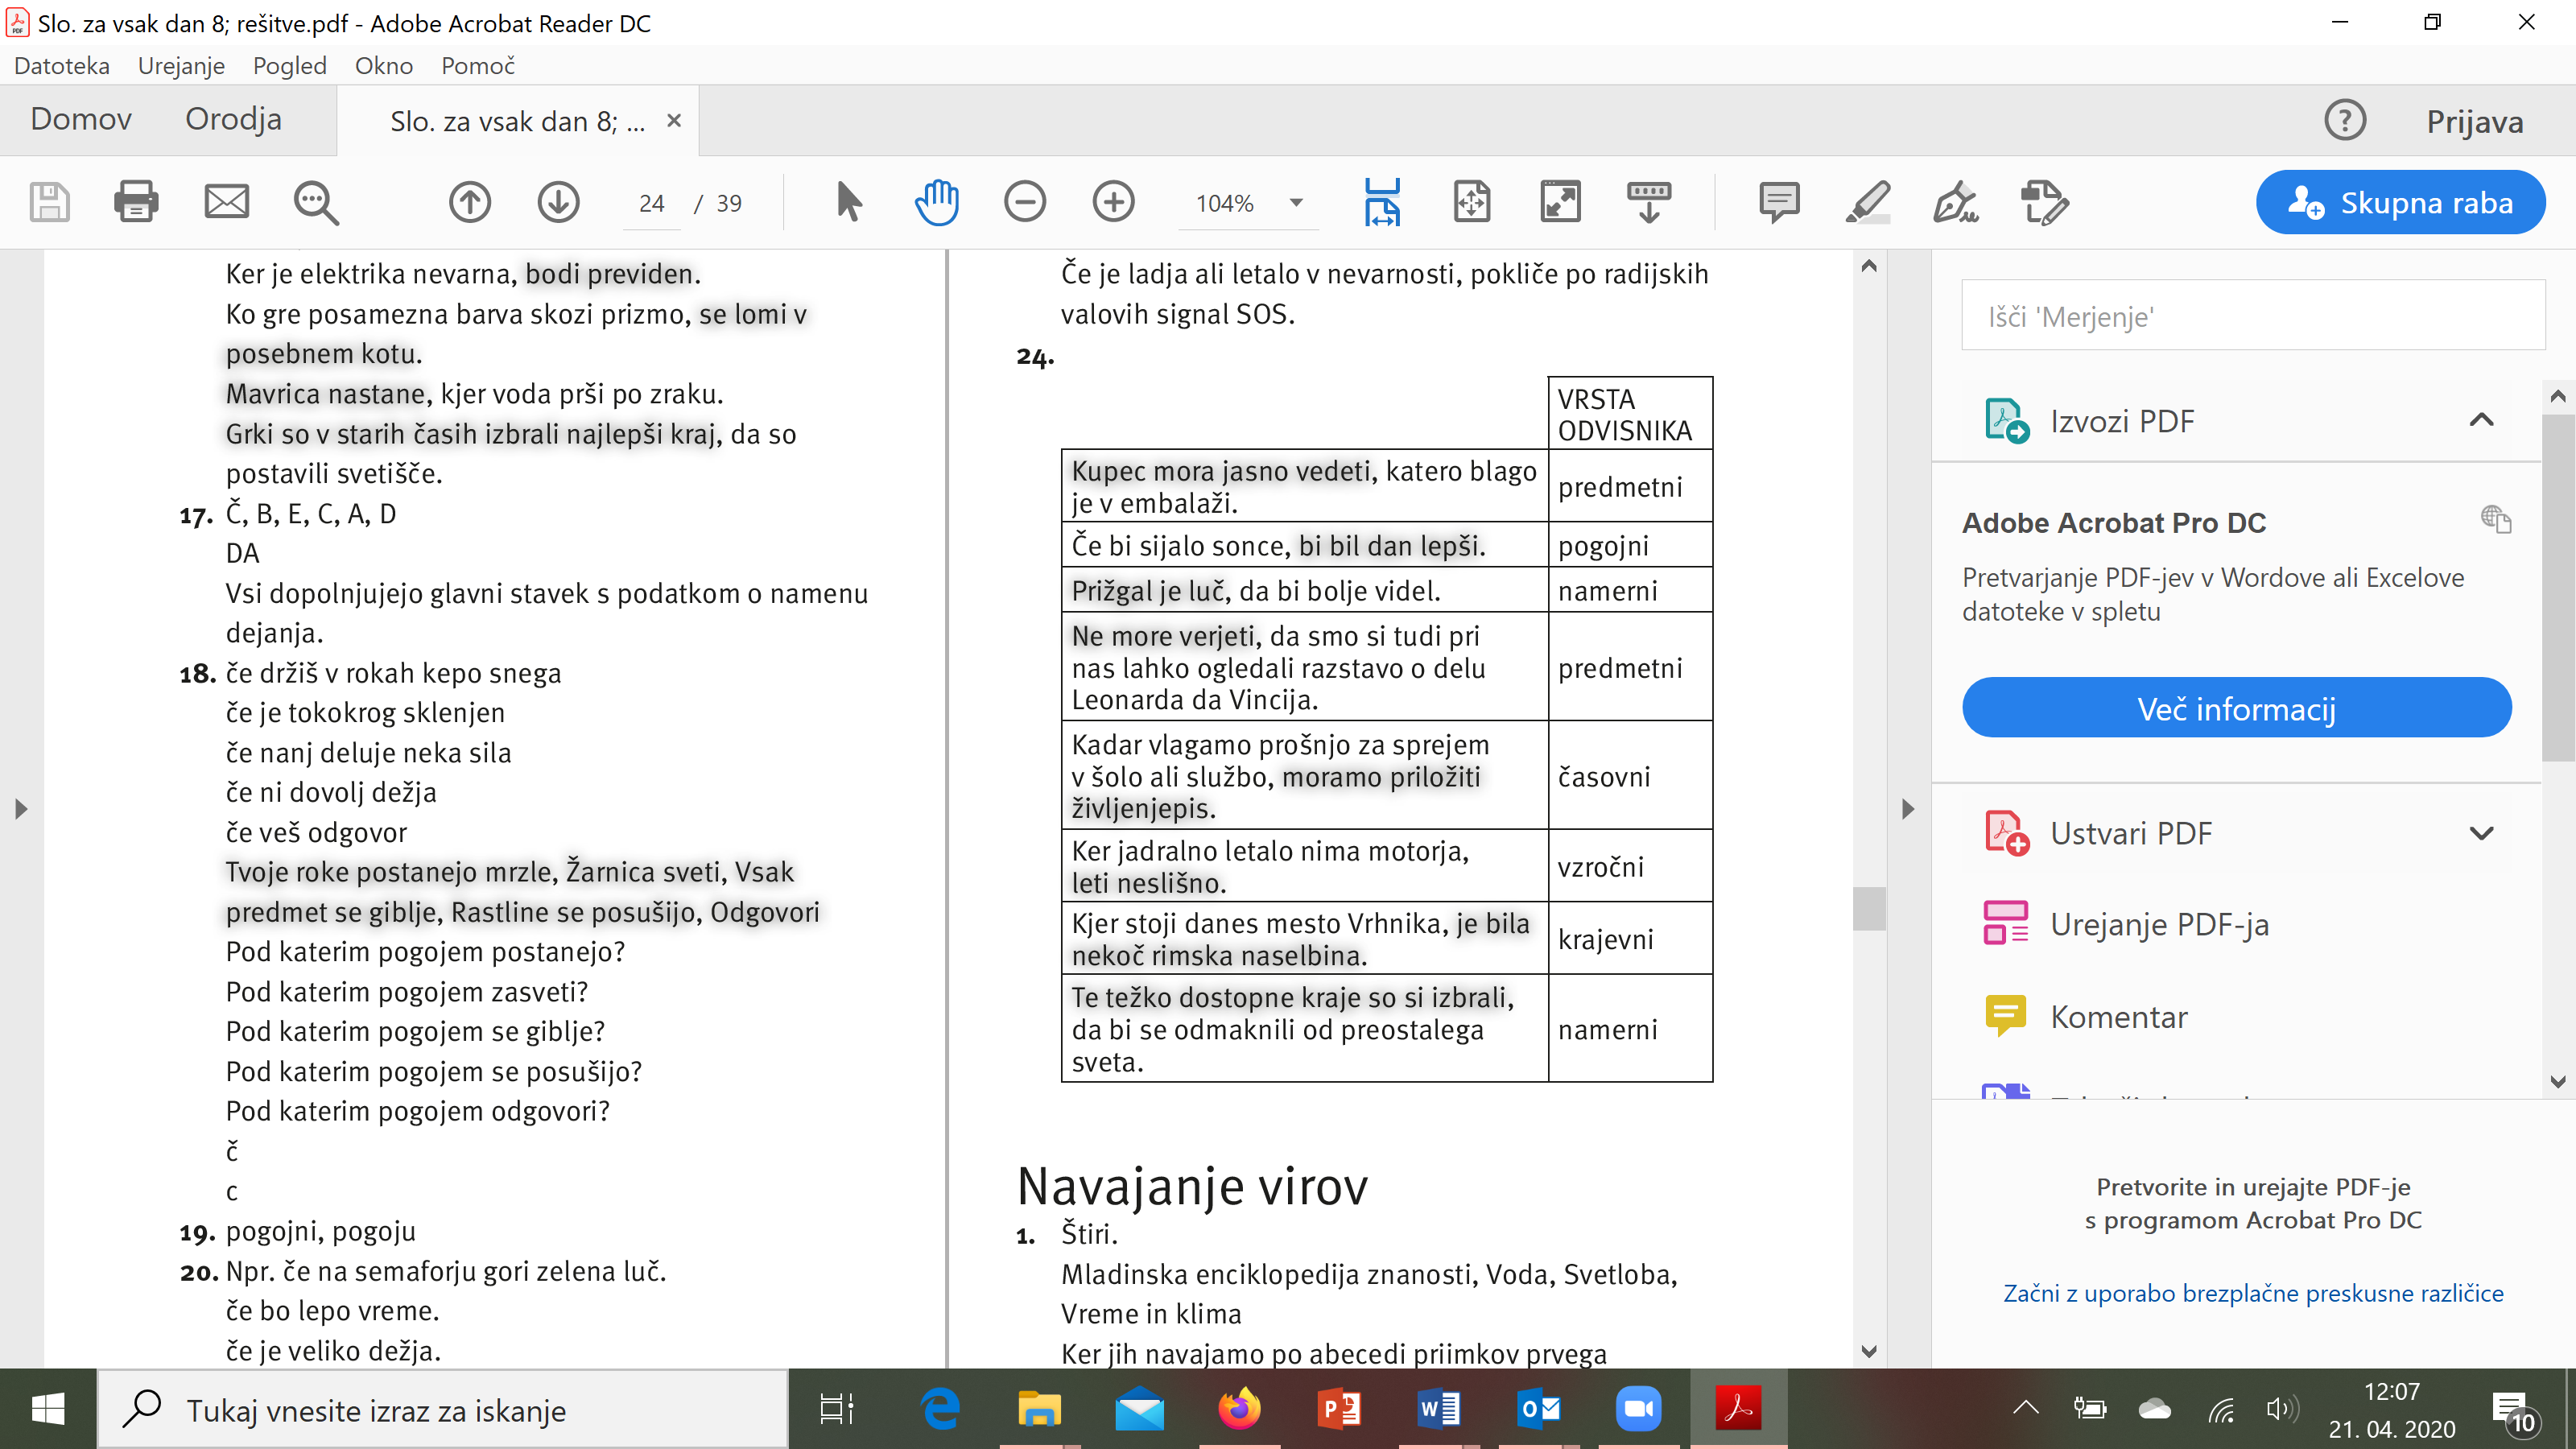 Slo. za vsak dan 8; rešitve.pdf - Adobe Acrobat Reader DC
Datoteka Urejanje Pogled Okno Pomoč
Domov Orodja Slo. za vsak dan 8; ... × Prijava
24 / 39 104% Skupna raba
Ker je elektrika nevarna, bodi previden.
Ko gre posamezna barva skozi prizmo, se lomi v
posebnem kotu.
Mavrica nastane, kjer voda prši po zraku.
Grki so v starih časih izbrali najlepši kraj, da so
postavili svetišče.
17. Č, B, E, C, A, D
DA
Vsi dopolnjujejo glavni stavek s podatkom o namenu
dejanja.
18. če držiš v rokah kepo snega
če je tokokrog sklenjen
če nanj deluje neka sila
če ni dovolj dežja
če veš odgovor
Tvoje roke postanejo mrzle, Žarnica sveti, Vsak
predmet se giblje, Rastline se posušijo, Odgovori
Pod katerim pogojem postanejo?
Pod katerim pogojem zasveti?
Pod katerim pogojem se giblje?
Pod katerim pogojem se posušijo?
Pod katerim pogojem odgovori?
č
c
19. pogojni, pogoju
20. Npr. če na semaforju gori zelena luč.
če bo lepo vreme.
če je veliko dežja.
Če je ladja ali letalo v nevarnosti, pokliče po radijskih
valovih signal SOS.
24.
VRSTA
ODVISNIKA
Kupec mora jasno vedeti, katero blago
je v embalaži.
predmetni
Če bi sijalo sonce, bi bil dan lepši.
pogojni
Prižgal je luč, da bi bolje videl.
namerni
Ne more verjeti, da smo si tudi pri
nas lahko ogledali razstavo o delu
Leonarda da Vincija.
predmetni
Kadar vlagamo prošnjo za sprejem
v šolo ali službo, moramo priložiti
življenjepis.
časovni
Ker jadralno letalo nima motorja,
leti neslišno.
vzročni
Kjer stoji danes mesto Vrhnika, je bila
nekoč rimska naselbina.
krajevni
Te težko dostopne kraje so si izbrali,
da bi se odmaknili od preostalega
sveta.
namerni
Navajanje virov
1. Štiri.
Mladinska enciklopedija znanosti, Voda, Svetloba,
Vreme in klima
Ker jih navajamo po abecedi priimkov prvega
Išči 'Merjenje'
Izvozi PDF
Adobe Acrobat Pro DC
Pretvarjanje PDF-jev v Wordove ali Excelove
datoteke v spletu
Več informacij
Ustvari PDF
Urejanje PDF-ja
Komentar
Pretvorite in urejajte PDF-je
s programom Acrobat Pro DC
Začni z uporabo brezplačne preskusne različice
Tukaj vnesite izraz za iskanje
12:07
21. 04. 2020
10